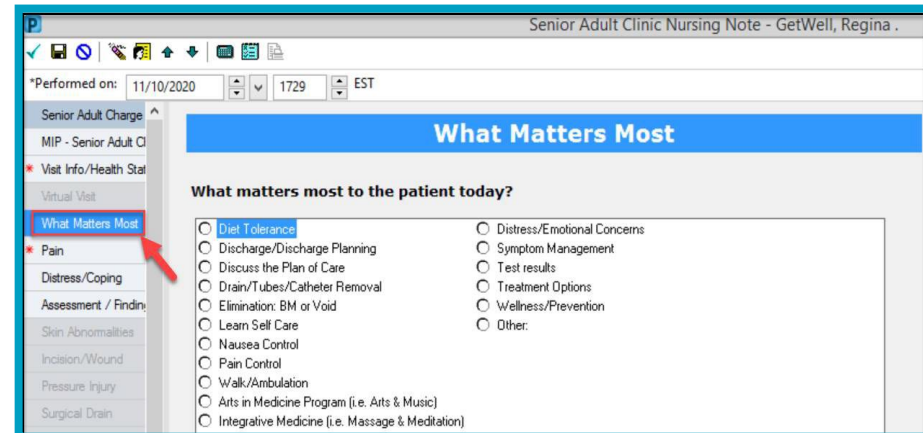 P
Senior Adult Clinic Nursing Note - GetWell, Regina .
*Performed on: 11/10/2020 1729 EST
Senior Adult Charge
MIP - Senior Adult Cl
* Visit Info/Health Stat
Virtual Visit
What Matters Most
* Pain
Distress/Coping
Assessment / Finding
Skin Abnormalities
Incision/Wound
Pressure Injury
Surgical Drain
What Matters Most
What matters most to the patient today?
Diet Tolerance
Discharge/Discharge Planning
Discuss the Plan of Care
Drain/Tubes/Catheter Removal
Elimination: BM or Void
Learn Self Care
Nausea Control
Pain Control
Walk/Ambulation
Arts in Medicine Program (i.e. Arts & Music)
Integrative Medicine (i.e. Massage & Meditation)
Distress/Emotional Concerns
Symptom Management
Test results
Treatment Options
Wellness/Prevention
Other: